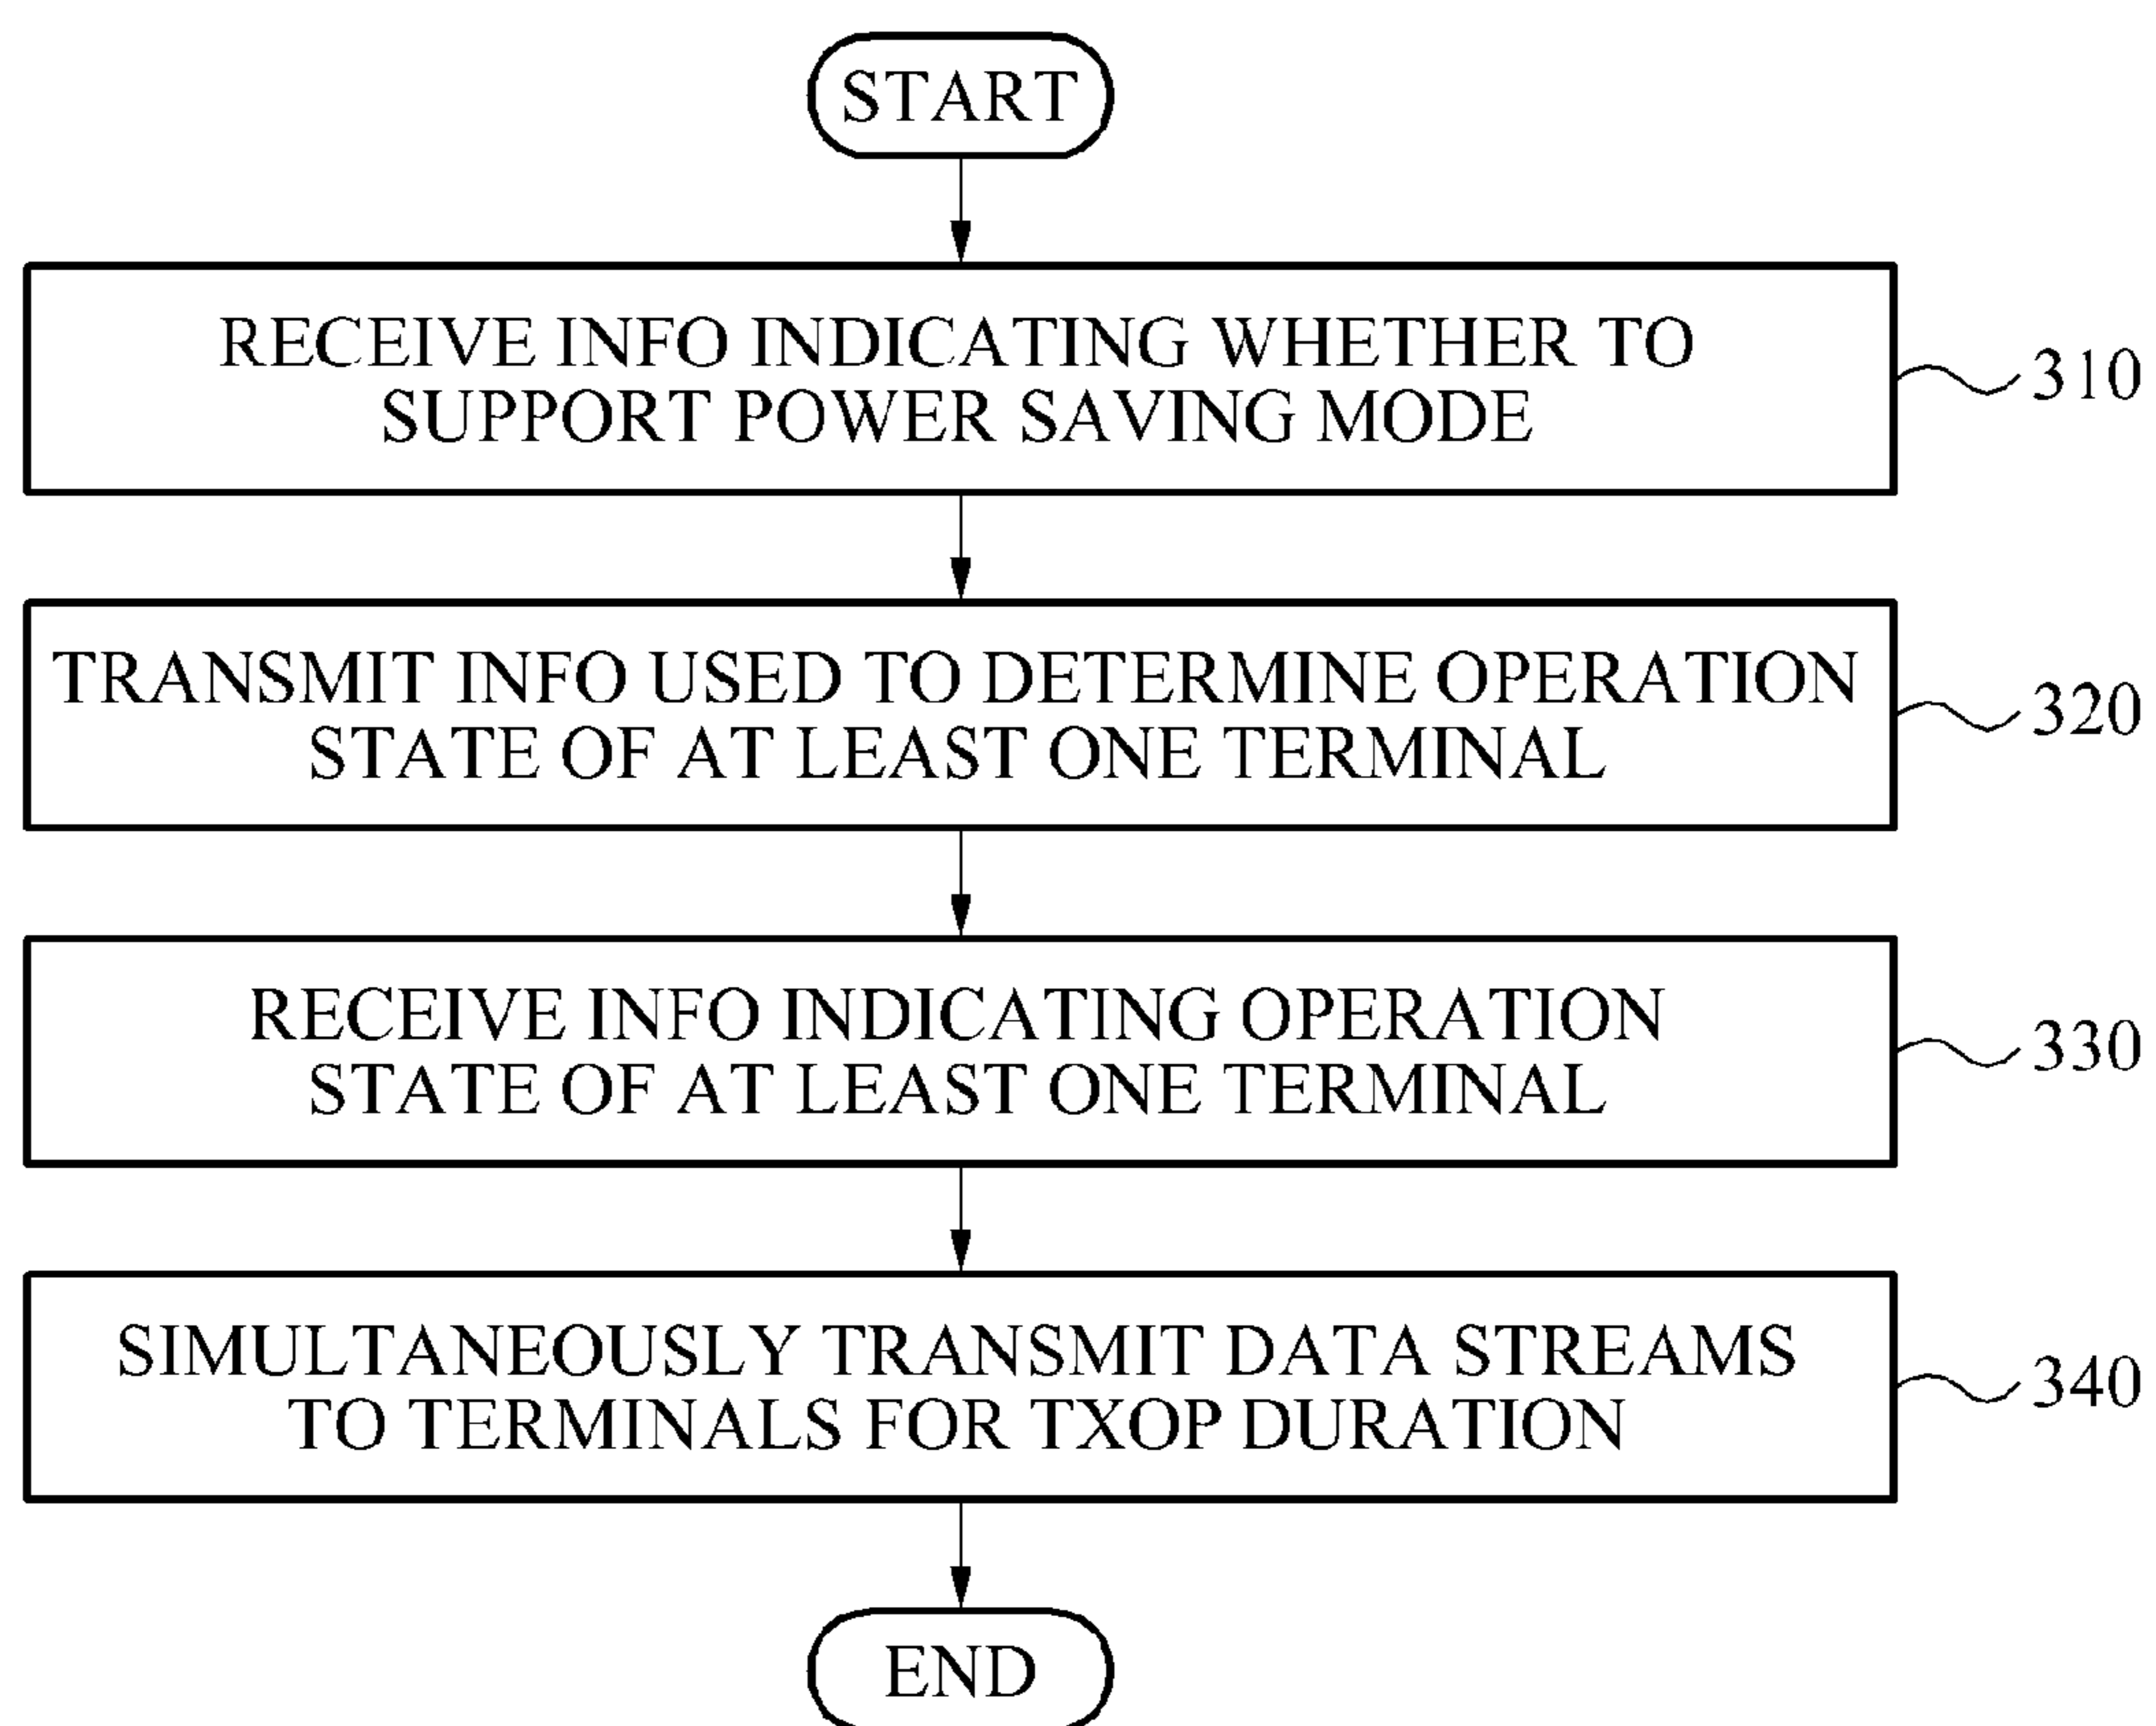 START
RECEIVE INFO INDICATING WHETHER TO
SUPPORT POWER SAVING MODE
310
TRANSMIT INFO USED TO DETERMINE OPERATION
STATE OF AT LEAST ONE TERMINAL
320
RECEIVE INFO INDICATING OPERATION
STATE OF AT LEAST ONE TERMINAL
330
SIMULTANEOUSLY TRANSMIT DATA STREAMS
TO TERMINALS FOR TXOP DURATION
340
END